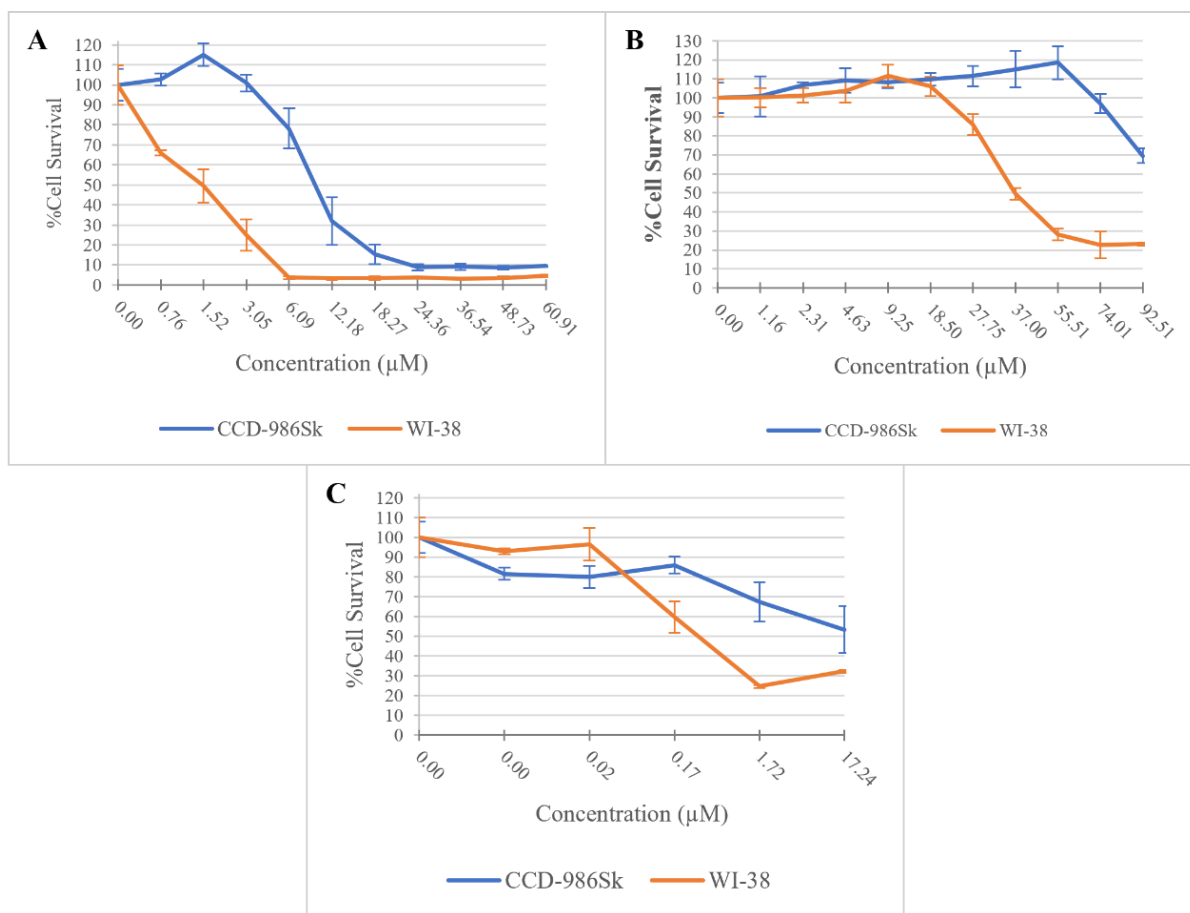 A
%Cell Survival
120
110
100
90
80
70
60
50
40
30
20
10
0
0.00 0.76 1.52 3.05 6.09 12.18 18.27 24.36 36.54 48.73 60.91
Concentration (µM)
CCD-986Sk WI-38
B
%Cell Survival
130
120
110
100
90
80
70
60
50
40
30
20
10
0
0.00 1.16 2.31 4.63 9.25 18.50 27.75 37.00 55.51 74.01 92.51
Concentration (µM)
CCD-986Sk WI-38
C
%Cell Survival
120
110
100
90
80
70
60
50
40
30
20
10
0
0.00 0.00 0.02 0.17 1.72 17.24
Concentration (µM)
CCD-986Sk WI-38